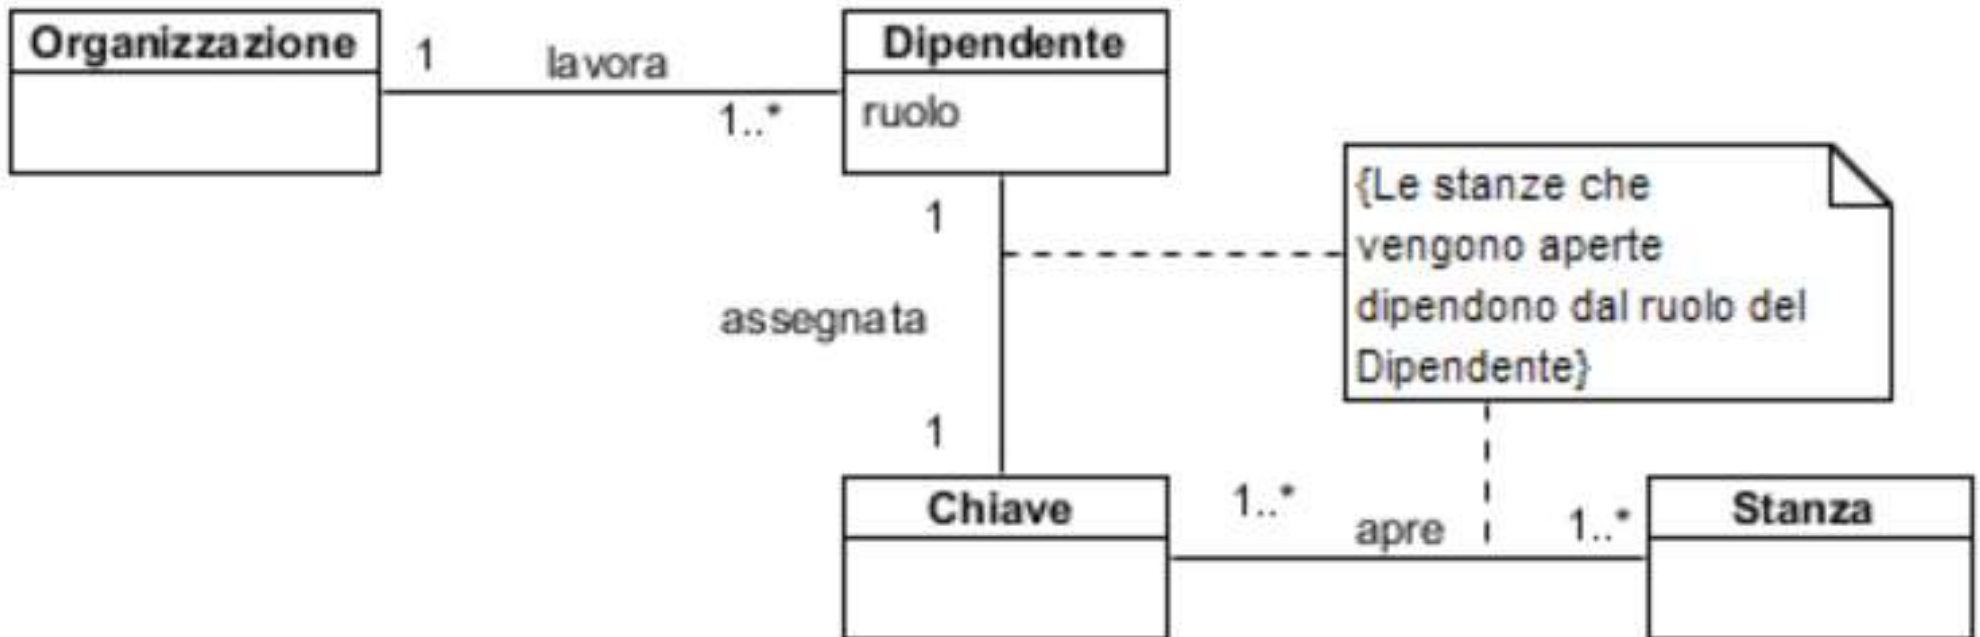 Organizzazione
1
lavora
1..*
Dipendente
ruolo
1
assegnata
1
{Le stanze che
vengono aperte
dipendono dal ruolo del
Dipendente}
Chiave
1..*
apre
1..*
Stanza